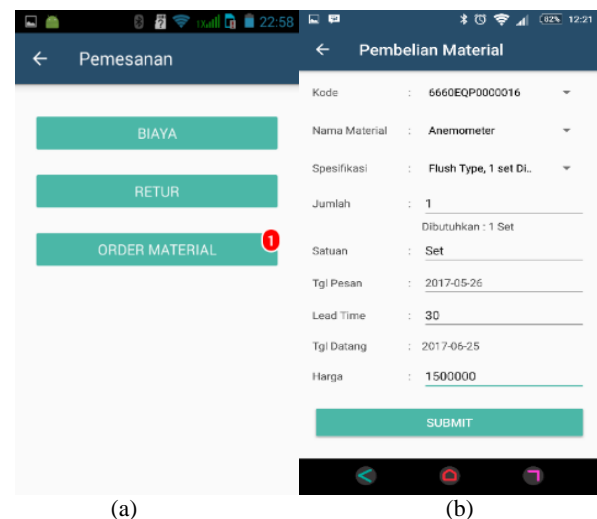 22:58
Pemesanan
BIAYA
RETUR
ORDER MATERIAL 1
(a)
82% 12:21
Pembelian Material
Kode : 6660EQP0000016
Nama Material : Anemometer
Spesifikasi : Flush Type, 1 set Di..
Jumlah : 1
Dibutuhkan : 1 Set
Satuan : Set
Tgl Pesan : 2017-05-26
Lead Time : 30
Tgl Datang : 2017-06-25
Harga : 1500000
SUBMIT
(b)